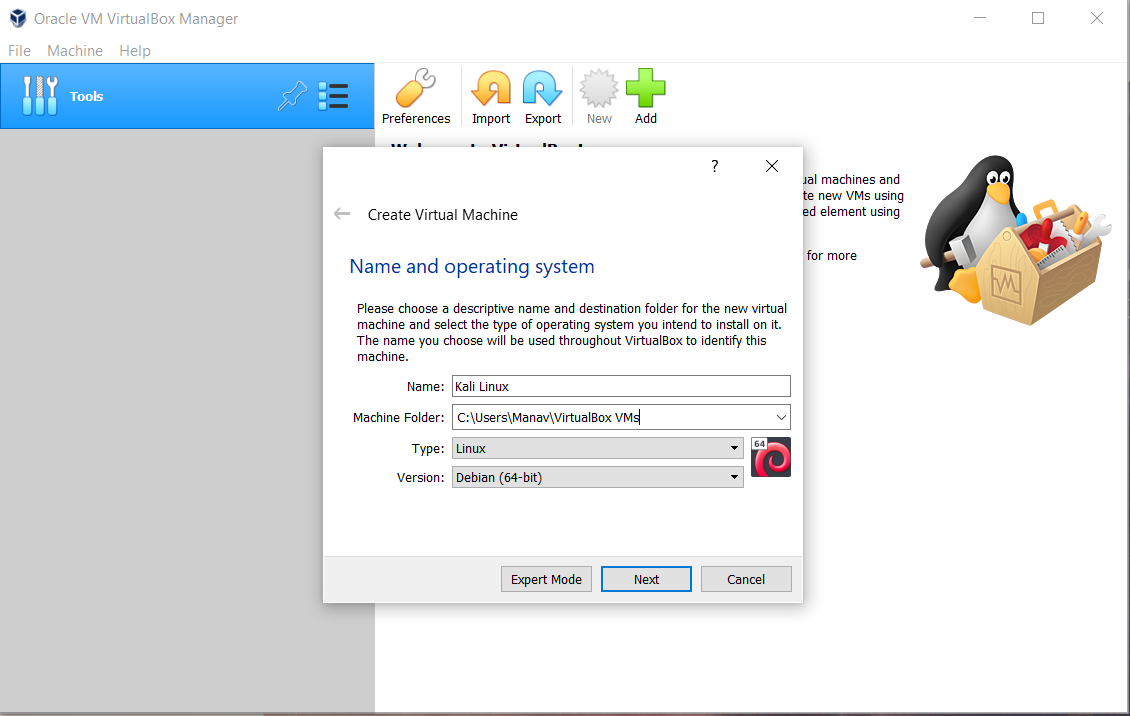 Oracle VM VirtualBox Manager
File Machine Help
Tools
Preferences Import Export New Add
ual machines and
te new VMs using
ed element using
for more
?
Create Virtual Machine
Name and operating system
Please choose a descriptive name and destination folder for the new virtual
machine and select the type of operating system you intend to install on it.
The name you choose will be used throughout VirtualBox to identify this
machine.
Name: Kali Linux
Machine Folder: C:\Users\Manav\VirtualBox VMs
Type: Linux
64
Version: Debian (64-bit)
Expert Mode Next Cancel